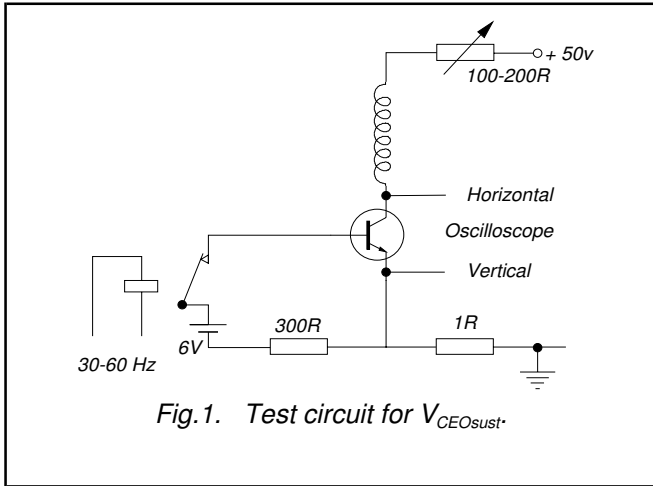 + 50v
100-200R
Horizontal
Oscilloscope
Vertical
300R
1R
6V
30-60 Hz
Fig.1. Test circuit for VCEOsust.